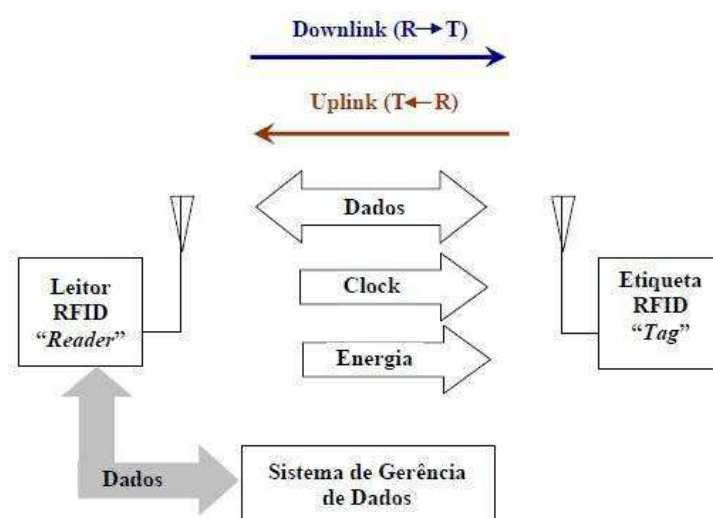 Downlink (R→T)
Uplink (T←R)
Dados
Leitor
RFID
“Reader”
Clock
Etiqueta
RFID
“Tag”
Energia
Dados
Sistema de Gerência
de Dados